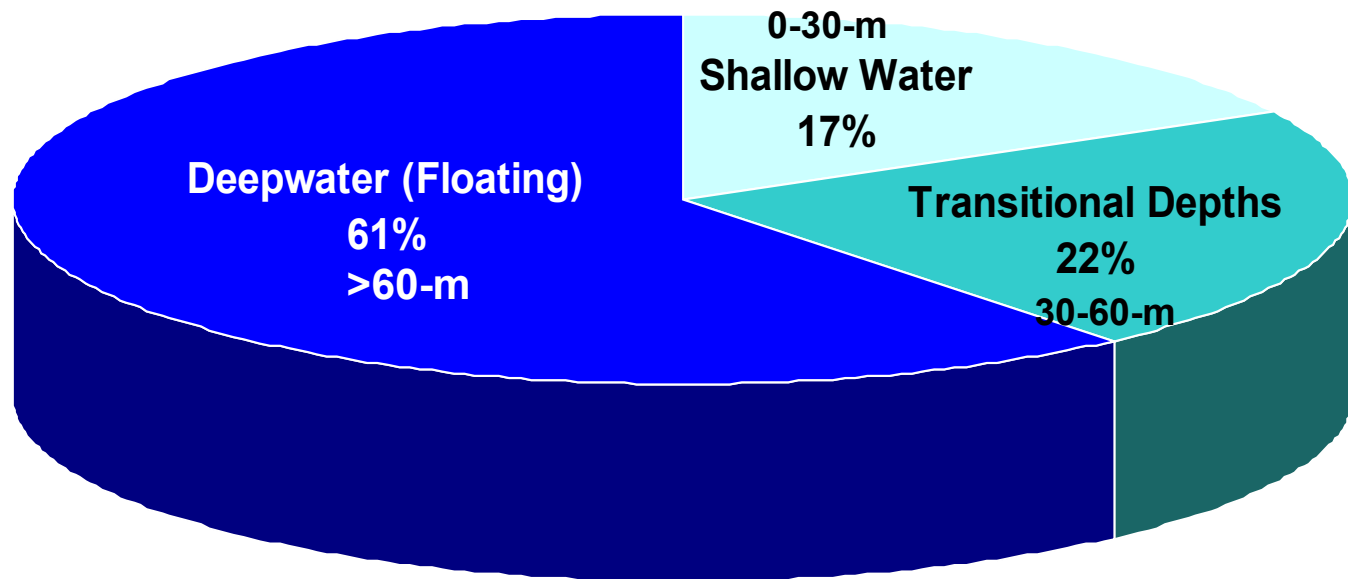 0-30-m
Shallow Water
17%
Deepwater (Floating)
61%
>60-m
Transitional Depths
22%
30-60-m